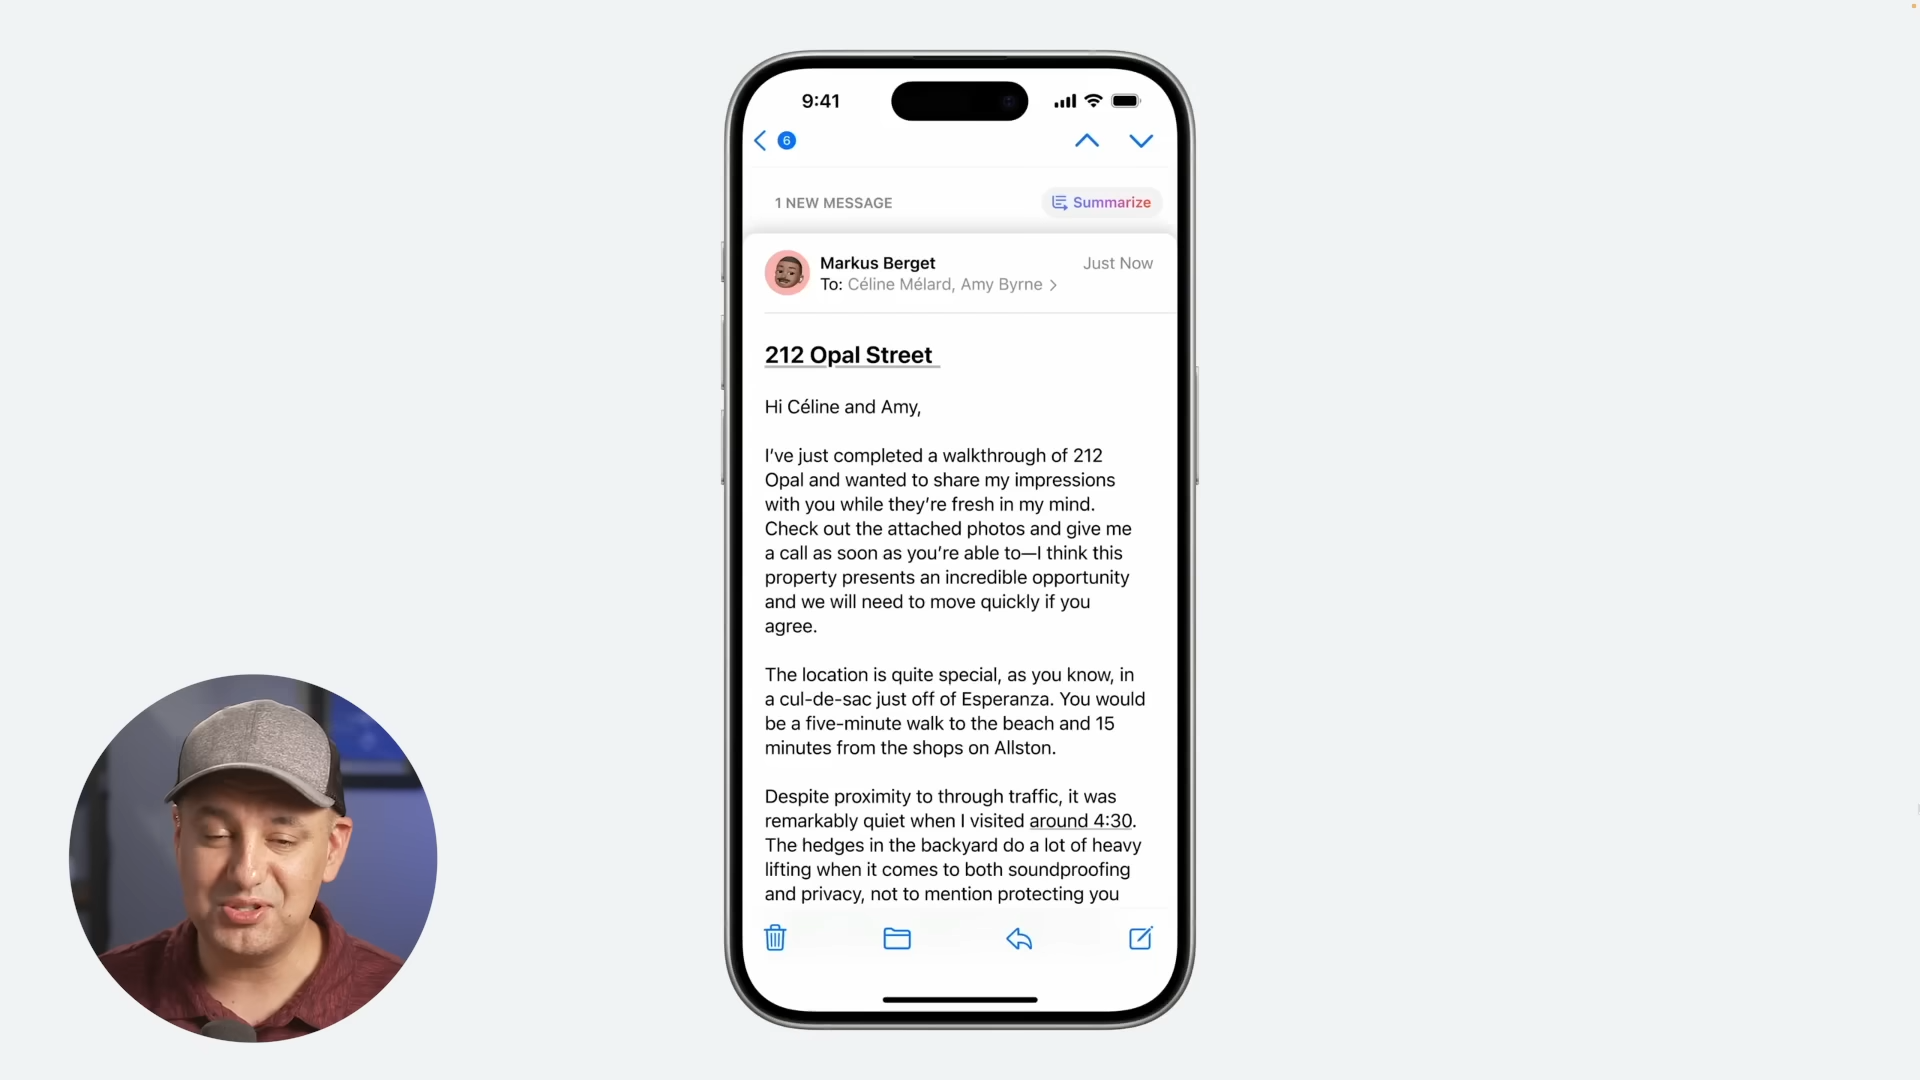 9:41
6
1 NEW MESSAGE
Summarize
Markus Berget
Just Now
To: Céline Mélard, Amy Byrne
212 Opal Street
Hi Céline and Amy,
I’ve just completed a walkthrough of 212
Opal and wanted to share my impressions
with you while they’re fresh in my mind.
Check out the attached photos and give me
a call as soon as you’re able to—I think this
property presents an incredible opportunity
and we will need to move quickly if you
agree.
The location is quite special, as you know, in
a cul-de-sac just off of Esperanza. You would
be a five-minute walk to the beach and 15
minutes from the shops on Allston.
Despite proximity to through traffic, it was
remarkably quiet when I visited around 4:30.
The hedges in the backyard do a lot of heavy
lifting when it comes to both soundproofing
and privacy, not to mention protecting you